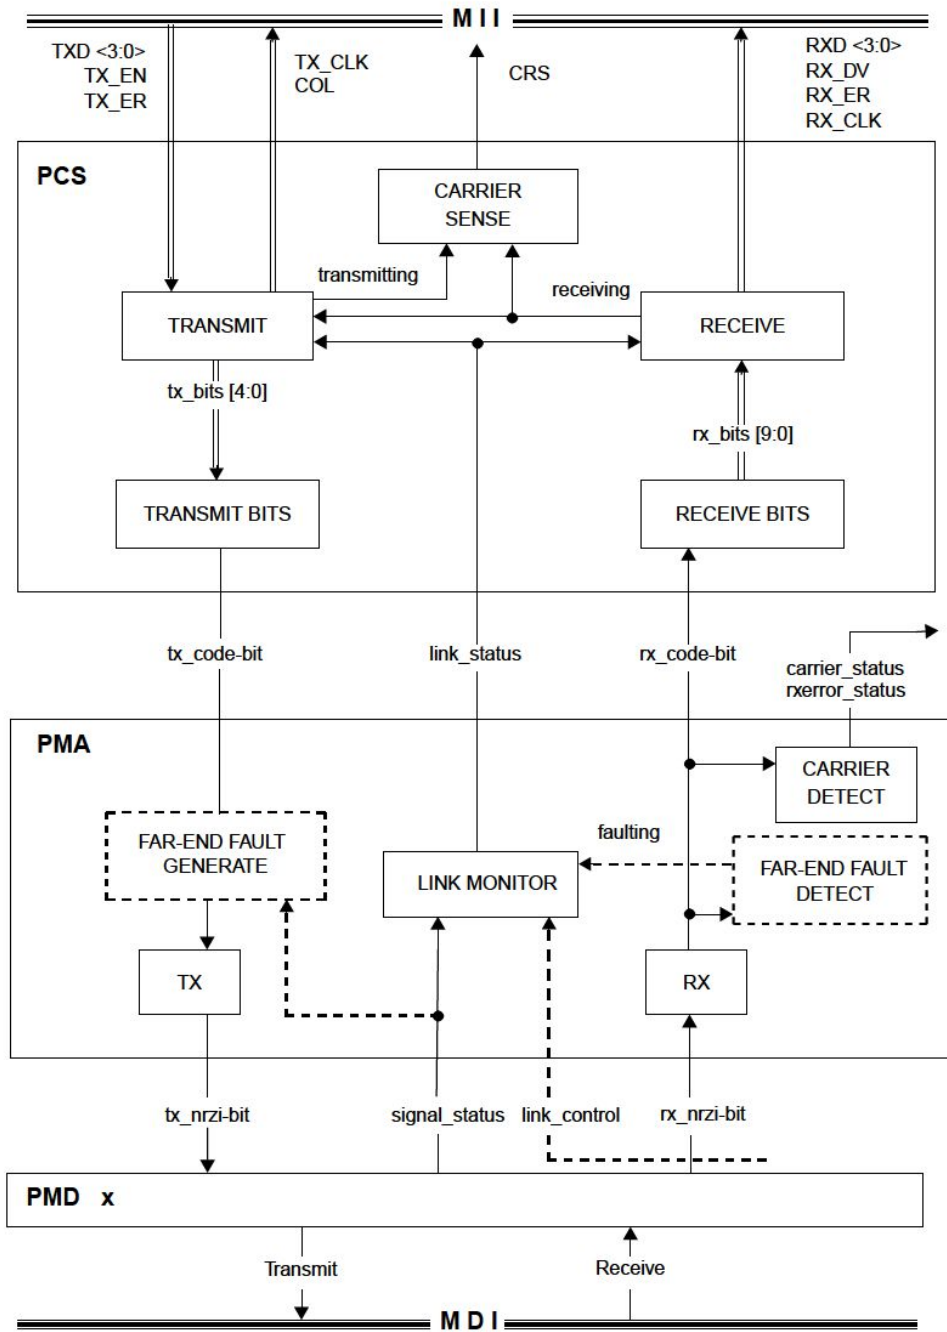 M I I
TXD <3:0>
TX_EN
TX_ER
TX_CLK
COL
CRS
RXD <3:0>
RX_DV
RX_ER
RX_CLK
PCS
CARRIER
SENSE
transmitting
receiving
TRANSMIT
RECEIVE
tx_bits [4:0]
rx_bits [9:0]
TRANSMIT BITS
RECEIVE BITS
tx_code-bit
link_status
rx_code-bit
carrier_status
rxerror_status
PMA
CARRIER
DETECT
FAR-END FAULT
GENERATE
faulting
LINK MONITOR
FAR-END FAULT
DETECT
TX
RX
tx_nrzi-bit
signal_status
link_control
rx_nrzi-bit
PMD x
Transmit
Receive
M D I